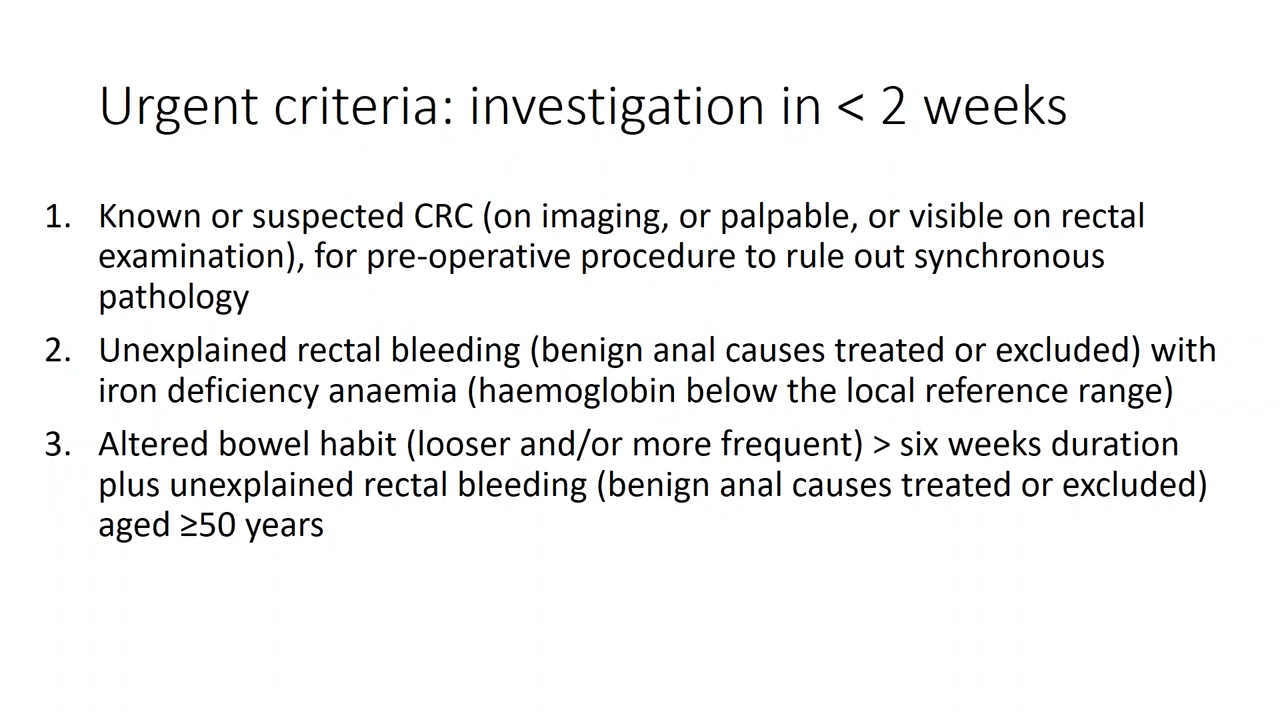 Urgent criteria: investigation in < 2 weeks
1. Known or suspected CRC (on imaging, or palpable, or visible on rectal
examination), for pre-operative procedure to rule out synchronous
pathology
2. Unexplained rectal bleeding (benign anal causes treated or excluded) with
iron deficiency anaemia (haemoglobin below the local reference range)
3. Altered bowel habit (looser and/or more frequent) > six weeks duration
plus unexplained rectal bleeding (benign anal causes treated or excluded)
aged ≥50 years